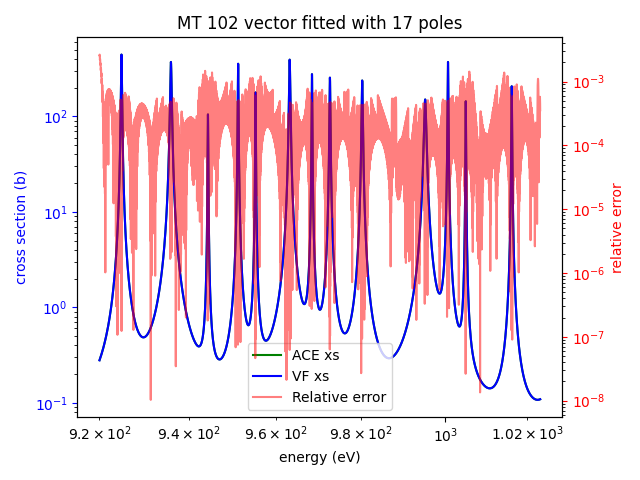 MT 102 vector fitted with 17 poles
cross section (b)
10²
10¹
10⁰
10⁻¹
10⁻³
10⁻⁴
10⁻⁵
10⁻⁶
10⁻⁷
10⁻⁸
relative error
ACE xs
VF xs
Relative error
9.2 × 10² 9.4 × 10² 9.6 × 10² 9.8 × 10² 10³ 1.02 × 10³
energy (eV)